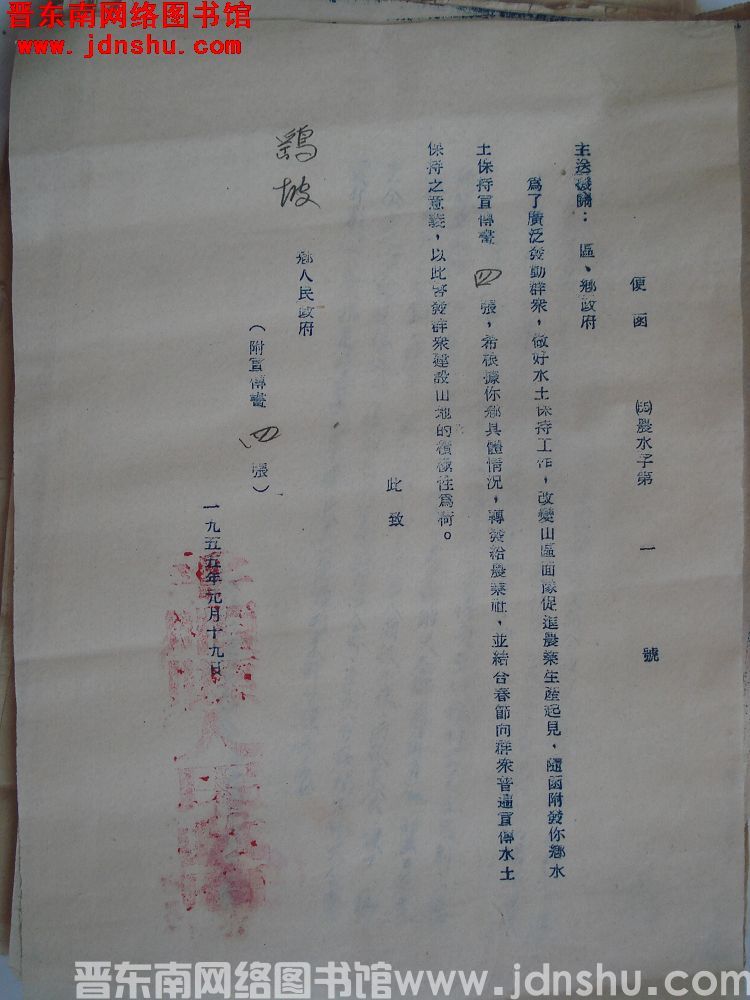 晋东南网络图书馆
www.jdnshu.com
便函 (55)農水字第 一 號
主送機關：區、鄉政府
為了廣泛發動群衆，做好水土保持工作，改變山區面貌促進農業生産起見，隨函附發你鄉水
土保持宣傳畫 四 張，希根據你鄉具體情況，轉發給農業社，並結合春節向群衆普遍宣傳水土
保持之意義，以此啓發群衆建設山地的積極性為荷。
此致
鄉人民政府
（附宣傳畫 四 張）
一九五五年元月十九日
晋东南网络图书馆www.jdnshu.com